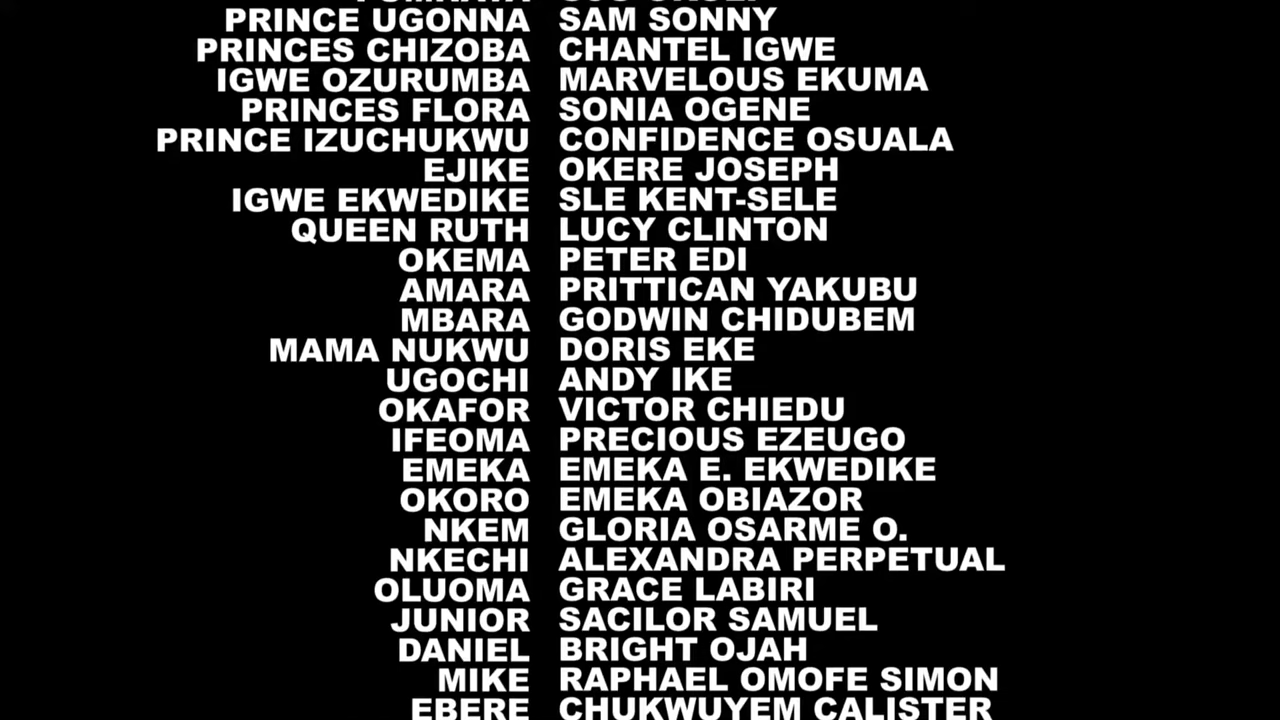 PRINCE UGONNA SAM SONNY
PRINCES CHIZOBA CHANTEL IGWE
IGWE OZURUMBA MARVELOUS EKUMA
PRINCES FLORA SONIA OGENE
PRINCE IZUCHUKWU CONFIDENCE OSUALA
EJIKE OKERE JOSEPH
IGWE EKWEDIKE SLE KENT-SELE
QUEEN RUTH LUCY CLINTON
OKEMA PETER EDI
AMARA PRITTICAN YAKUBU
MBARA GODWIN CHIDUBEM
MAMA NUKWU DORIS EKE
UGOCHI ANDY IKE
OKAFOR VICTOR CHIEDU
IFEOMA PRECIOUS EZEUGO
EMEKA EMEKA E. EKWEDIKE
OKORO EMEKA OBIAZOR
NKEM GLORIA OSARME O.
NKECHI ALEXANDRA PERPETUAL
OLUOMA GRACE LABIRI
JUNIOR SACILOR SAMUEL
DANIEL BRIGHT OJAH
MIKE RAPHAEL OMOFE SIMON
EBERE CHUKWUYEM CALISTER